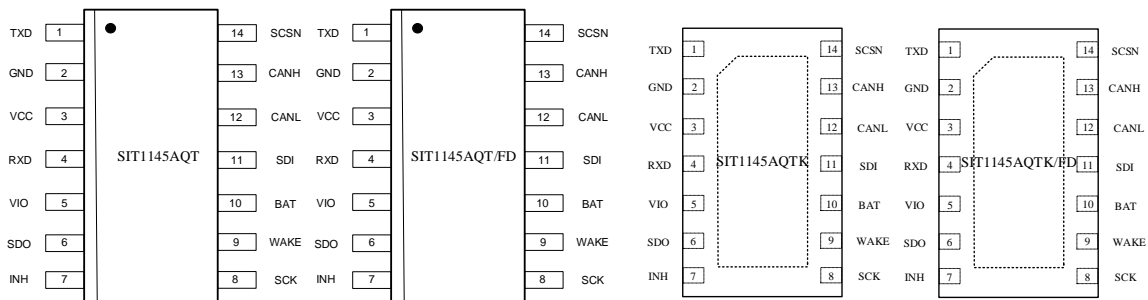 TXD 1 14 SCSN TXD 1 14 SCSN TXD 1 14 SCSN TXD 1 14 SCSN
GND 2 13 CANH GND 2 13 CANH GND 2 13 CANH GND 2 13 CANH
VCC 3 12 CANL VCC 3 12 CANL VCC 3 12 CANL VCC 3 12 CANL
RXD 4 SIT1145AQT 11 SDI RXD 4 SIT1145AQT/FD 11 SDI RXD 4 SIT1145AQTK 11 SDI RXD 4 SIT1145AQTK/FD 11 SDI
VIO 5 10 BAT VIO 5 10 BAT VIO 5 10 BAT VIO 5 10 BAT
SDO 6 9 WAKE SDO 6 9 WAKE SDO 6 9 WAKE SDO 6 9 WAKE
INH 7 8 SCK INH 7 8 SCK INH 7 8 SCK INH 7 8 SCK